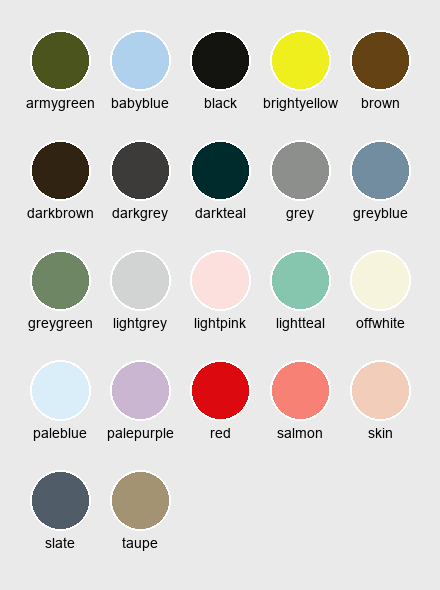 armygreen babyblue black brightyellow brown
darkbrown darkgrey darkteal grey greyblue
greygreen lightgrey lightpink lightteal offwhite
paleblue palepurple red salmon skin
slate taupe